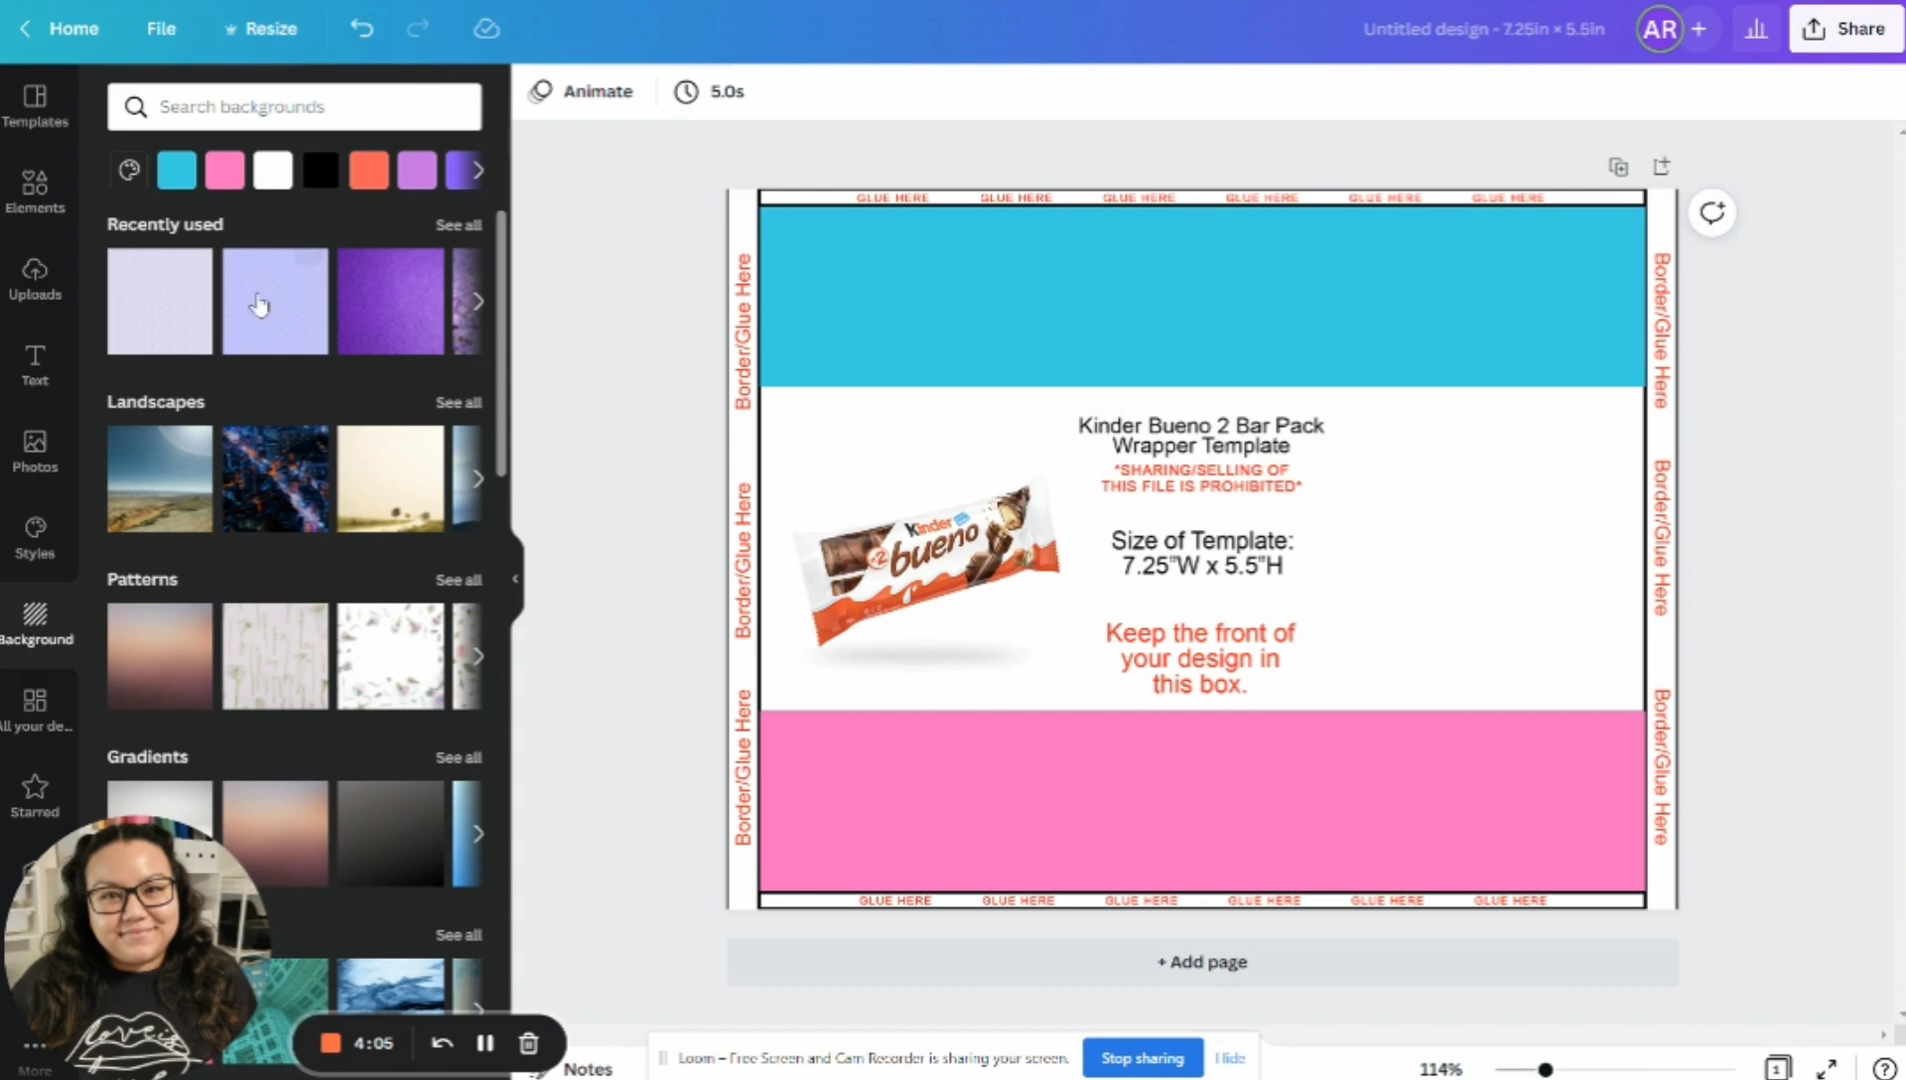 Home File Resize Untitled design - 7.25in × 5.5in AR + Share
Templates
Elements
Uploads
Text
Photos
Styles
Background
All your de...
Starred
More
Search backgrounds
Recently used See all
Landscapes See all
Patterns See all
Gradients See all
See all
Animate 5.0s
GLUE HERE GLUE HERE GLUE HERE GLUE HERE GLUE HERE GLUE HERE
Border/Glue Here
Border/Glue Here
Border/Glue Here
Kinder Bueno 2 Bar Pack
Wrapper Template
*SHARING/SELLING OF
THIS FILE IS PROHIBITED*
Size of Template:
7.25”W x 5.5”H
Keep the front of
your design in
this box.
Kinder
bueno
x2
Border/Glue Here
Border/Glue Here
Border/Glue Here
GLUE HERE GLUE HERE GLUE HERE GLUE HERE GLUE HERE GLUE HERE
+ Add page
love is
4:05
Notes
Loom – Free Screen and Cam Recorder is sharing your screen. Stop sharing Hide
114%
1
?